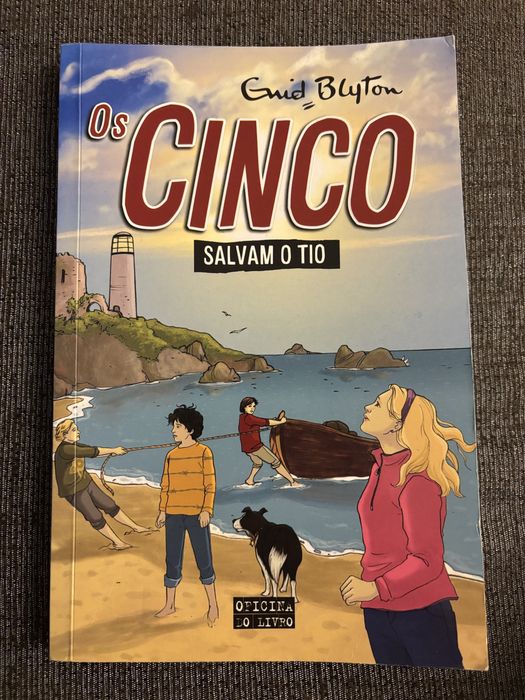 Enid Blyton
Os
CINCO
SALVAM O TIO
OFICINA
DO LIVRO